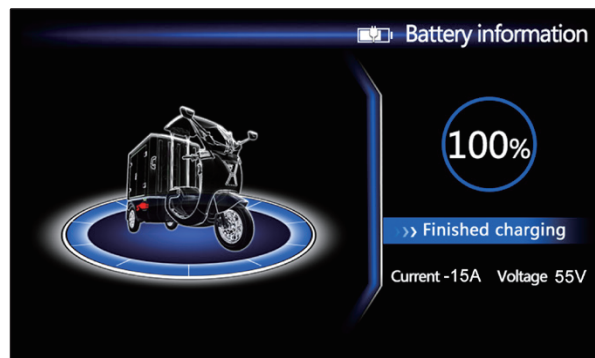 Battery information
100%
Finished charging
Current -15A Voltage 55V